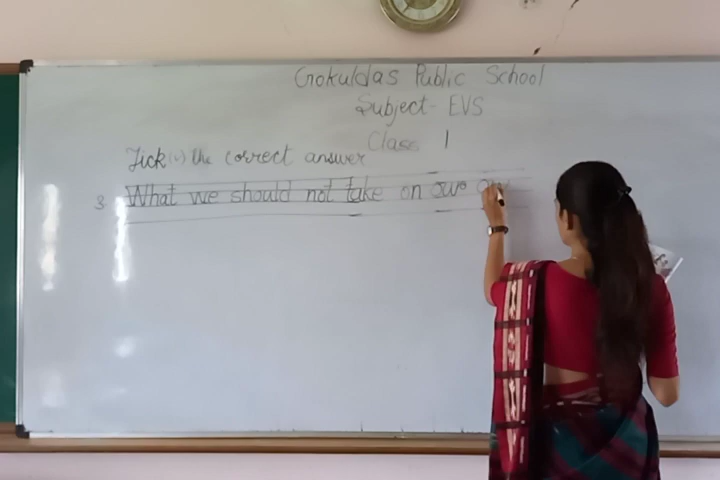 Gokuldas Public School
Subject- EVS
Class 1
Tick (✓) the correct answer
3 What we should not take on our